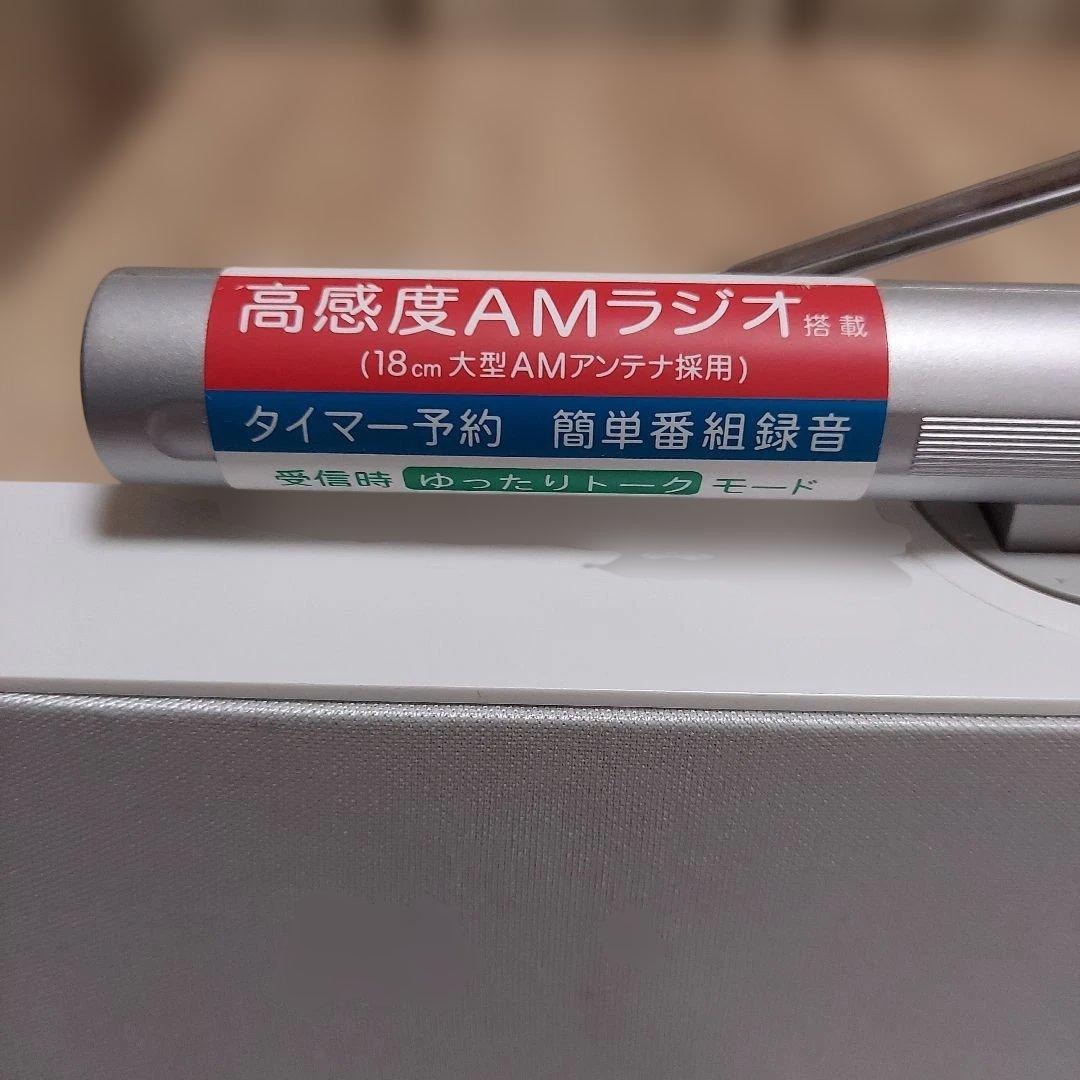 高感度AMラジオ搭載
(18cm 大型AMアンテナ採用)
タイマー予約 簡単番組録音
受信時 ゆったりトーク モード